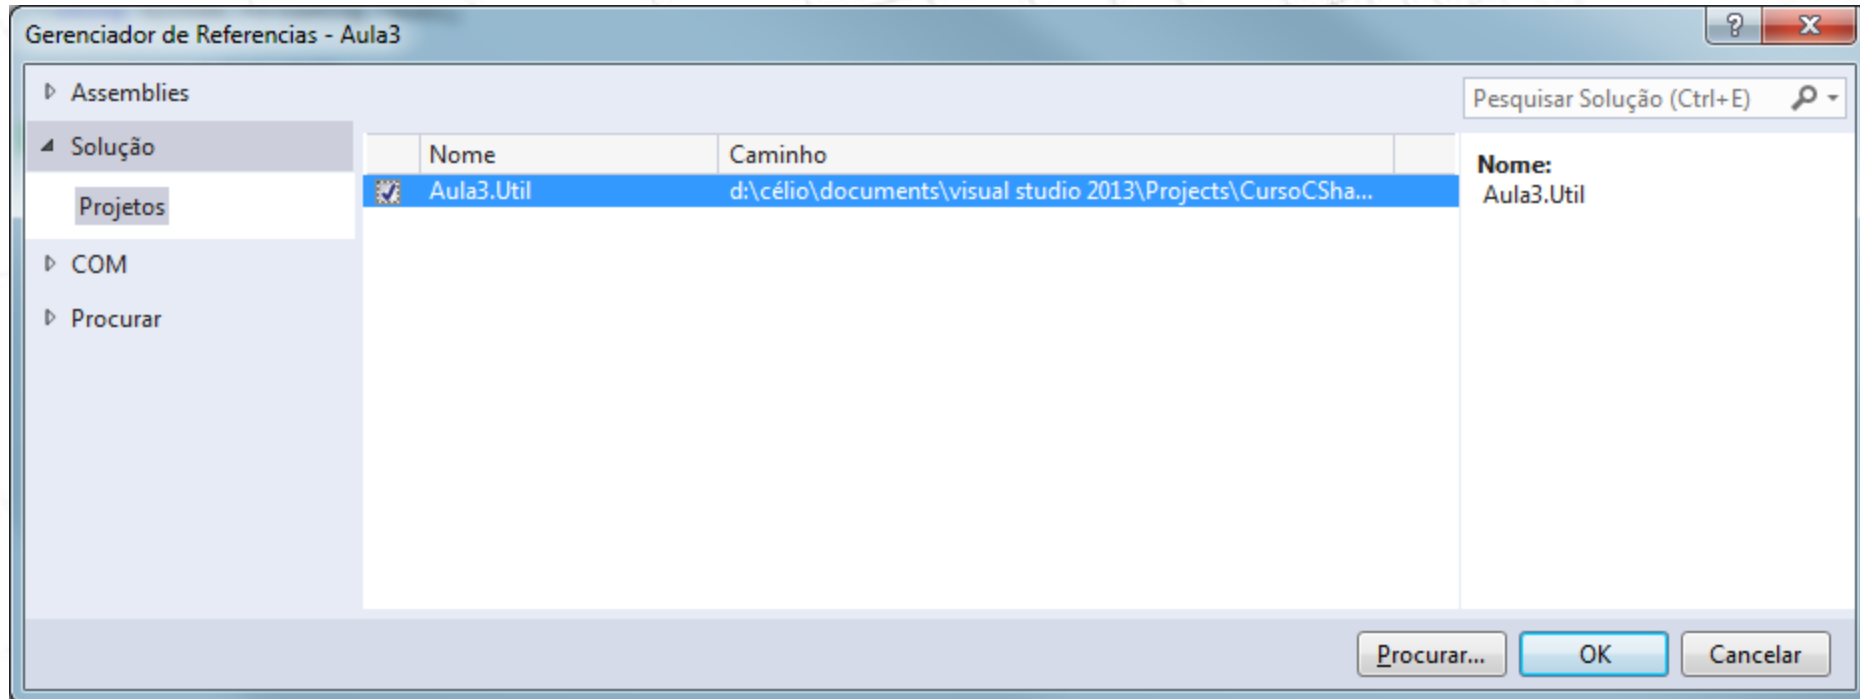 Gerenciador de Referencias - Aula3
Assemblies
Solução
Projetos
COM
Procurar
Nome Caminho
Aula3.Util d:\célio\documents\visual studio 2013\Projects\CursoCSha...
Pesquisar Solução (Ctrl+E)
Nome:
Aula3.Util
Procurar... OK Cancelar